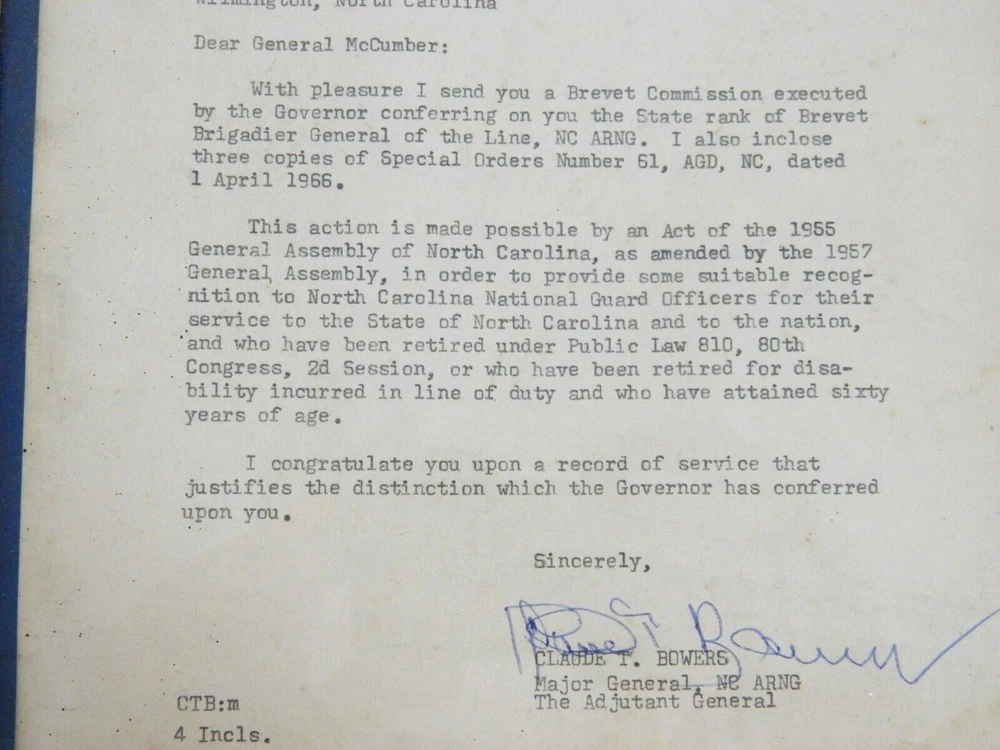 Wilmington, North Carolina
Dear General McCumber:
With pleasure I send you a Brevet Commission executed
by the Governor conferring on you the State rank of Brevet
Brigadier General of the Line, NC ARNG. I also inclose
three copies of Special Orders Number 61, AGD, NC, dated
1 April 1966.
This action is made possible by an Act of the 1955
General Assembly of North Carolina, as amended by the 1957
General Assembly, in order to provide some suitable recog-
nition to North Carolina National Guard Officers for their
service to the State of North Carolina and to the nation,
and who have been retired under Public Law 810, 80th
Congress, 2d Session, or who have been retired for disa-
bility incurred in line of duty and who have attained sixty
years of age.
I congratulate you upon a record of service that
justifies the distinction which the Governor has conferred
upon you.
Sincerely,
Claude T. Bowers
CLAUDE T. BOWERS
Major General, NC ARNG
The Adjutant General
CTB:m
4 Incls.